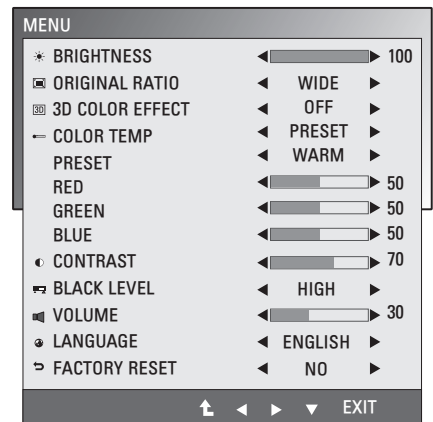 MENU
BRIGHTNESS 100
ORIGINAL RATIO WIDE
3D 3D COLOR EFFECT OFF
COLOR TEMP PRESET
PRESET WARM
RED 50
GREEN 50
BLUE 50
CONTRAST 70
BLACK LEVEL HIGH
VOLUME 30
LANGUAGE ENGLISH
FACTORY RESET NO
EXIT